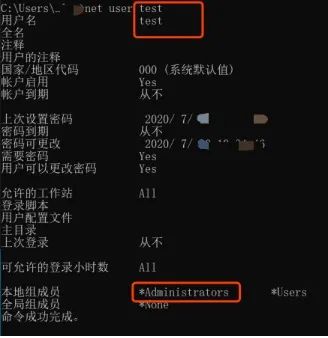 C:\Users\..net user test
用户名 test
全名
注释
用户的注释
国家/地区代码 000 (系统默认值)
帐户启用 Yes
帐户到期 从不
上次设置密码 2020/ 7/
密码到期 从不
密码可更改 2020/ 7/
需要密码 Yes
用户可以更改密码 Yes
允许的工作站 All
登录脚本
用户配置文件
主目录
上次登录 从不
可允许的登录小时数 All
本地组成员 *Administrators *Users
全局组成员 *None
命令成功完成。